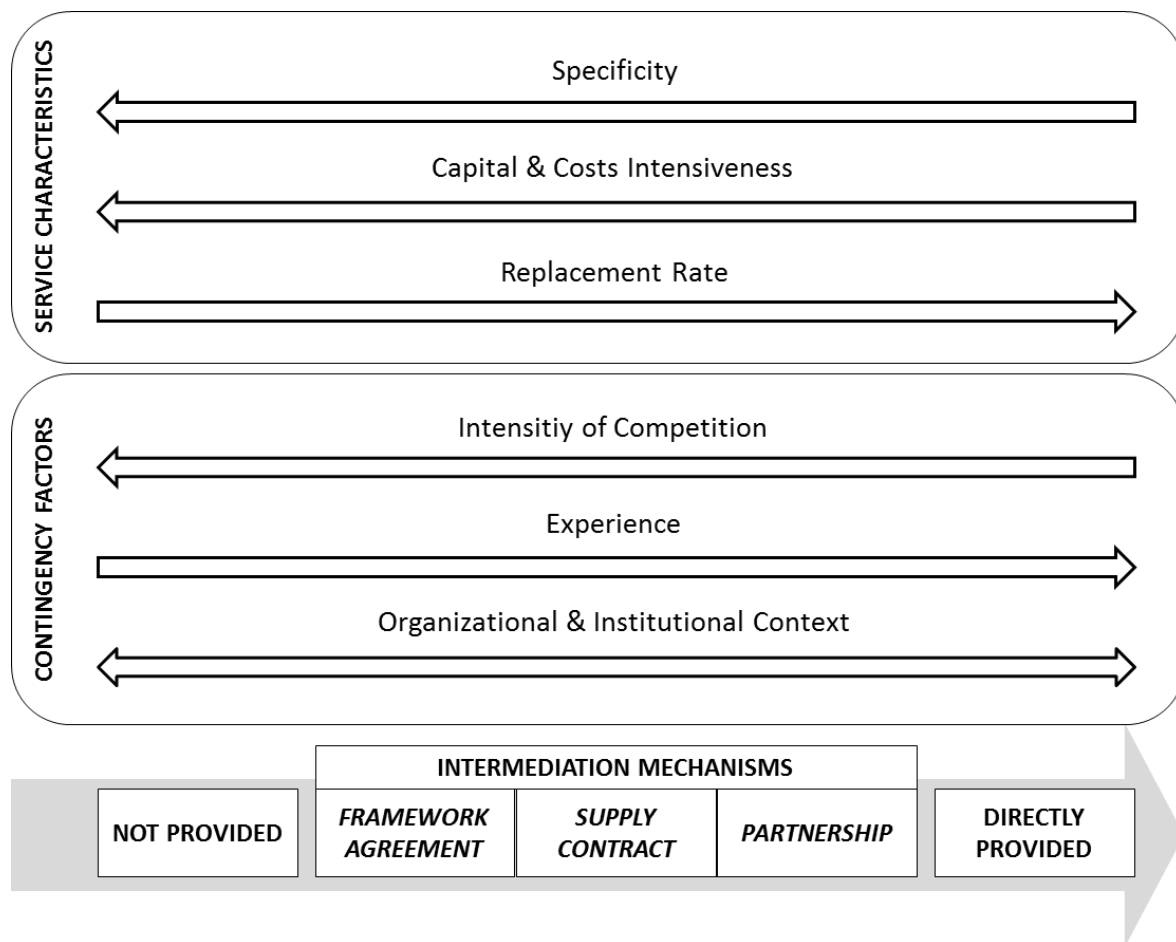 SERVICE CHARACTERISTICS
Specificity
Capital & Costs Intensiveness
Replacement Rate
CONTINGENCY FACTORS
Intensitiy of Competition
Experience
Organizational & Institutional Context
INTERMEDIATION MECHANISMS
NOT PROVIDED
FRAMEWORK
AGREEMENT
SUPPLY
CONTRACT
PARTNERSHIP
DIRECTLY
PROVIDED